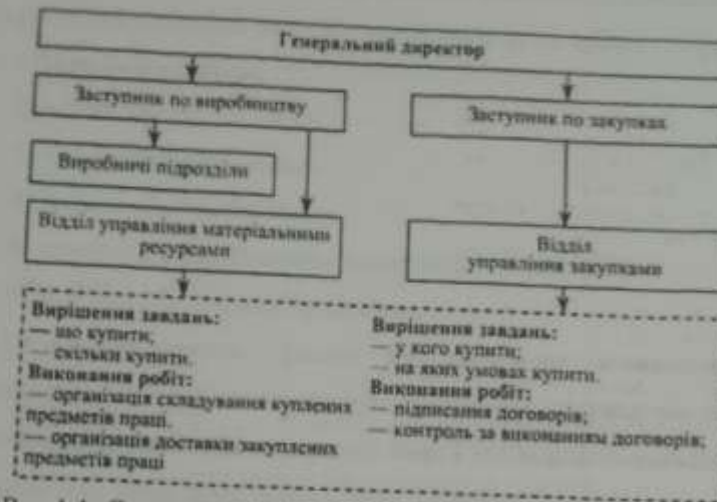 Генеральний директор
Заступник по виробництву
Заступник по закупках
Виробничі підрозділи
Відділ управління матеріальними
ресурсами
Відділ
управління закупками
Вирішення завдань:
— що купити;
— скільки купити.
Виконання робіт:
— організація складування куплених
предметів праці.
— організація доставки закуплених
предметів праці
Вирішення завдань:
— у кого купити;
— на яких умовах купити.
Виконання робіт:
— підписання договорів;
— контроль за виконанням договорів;